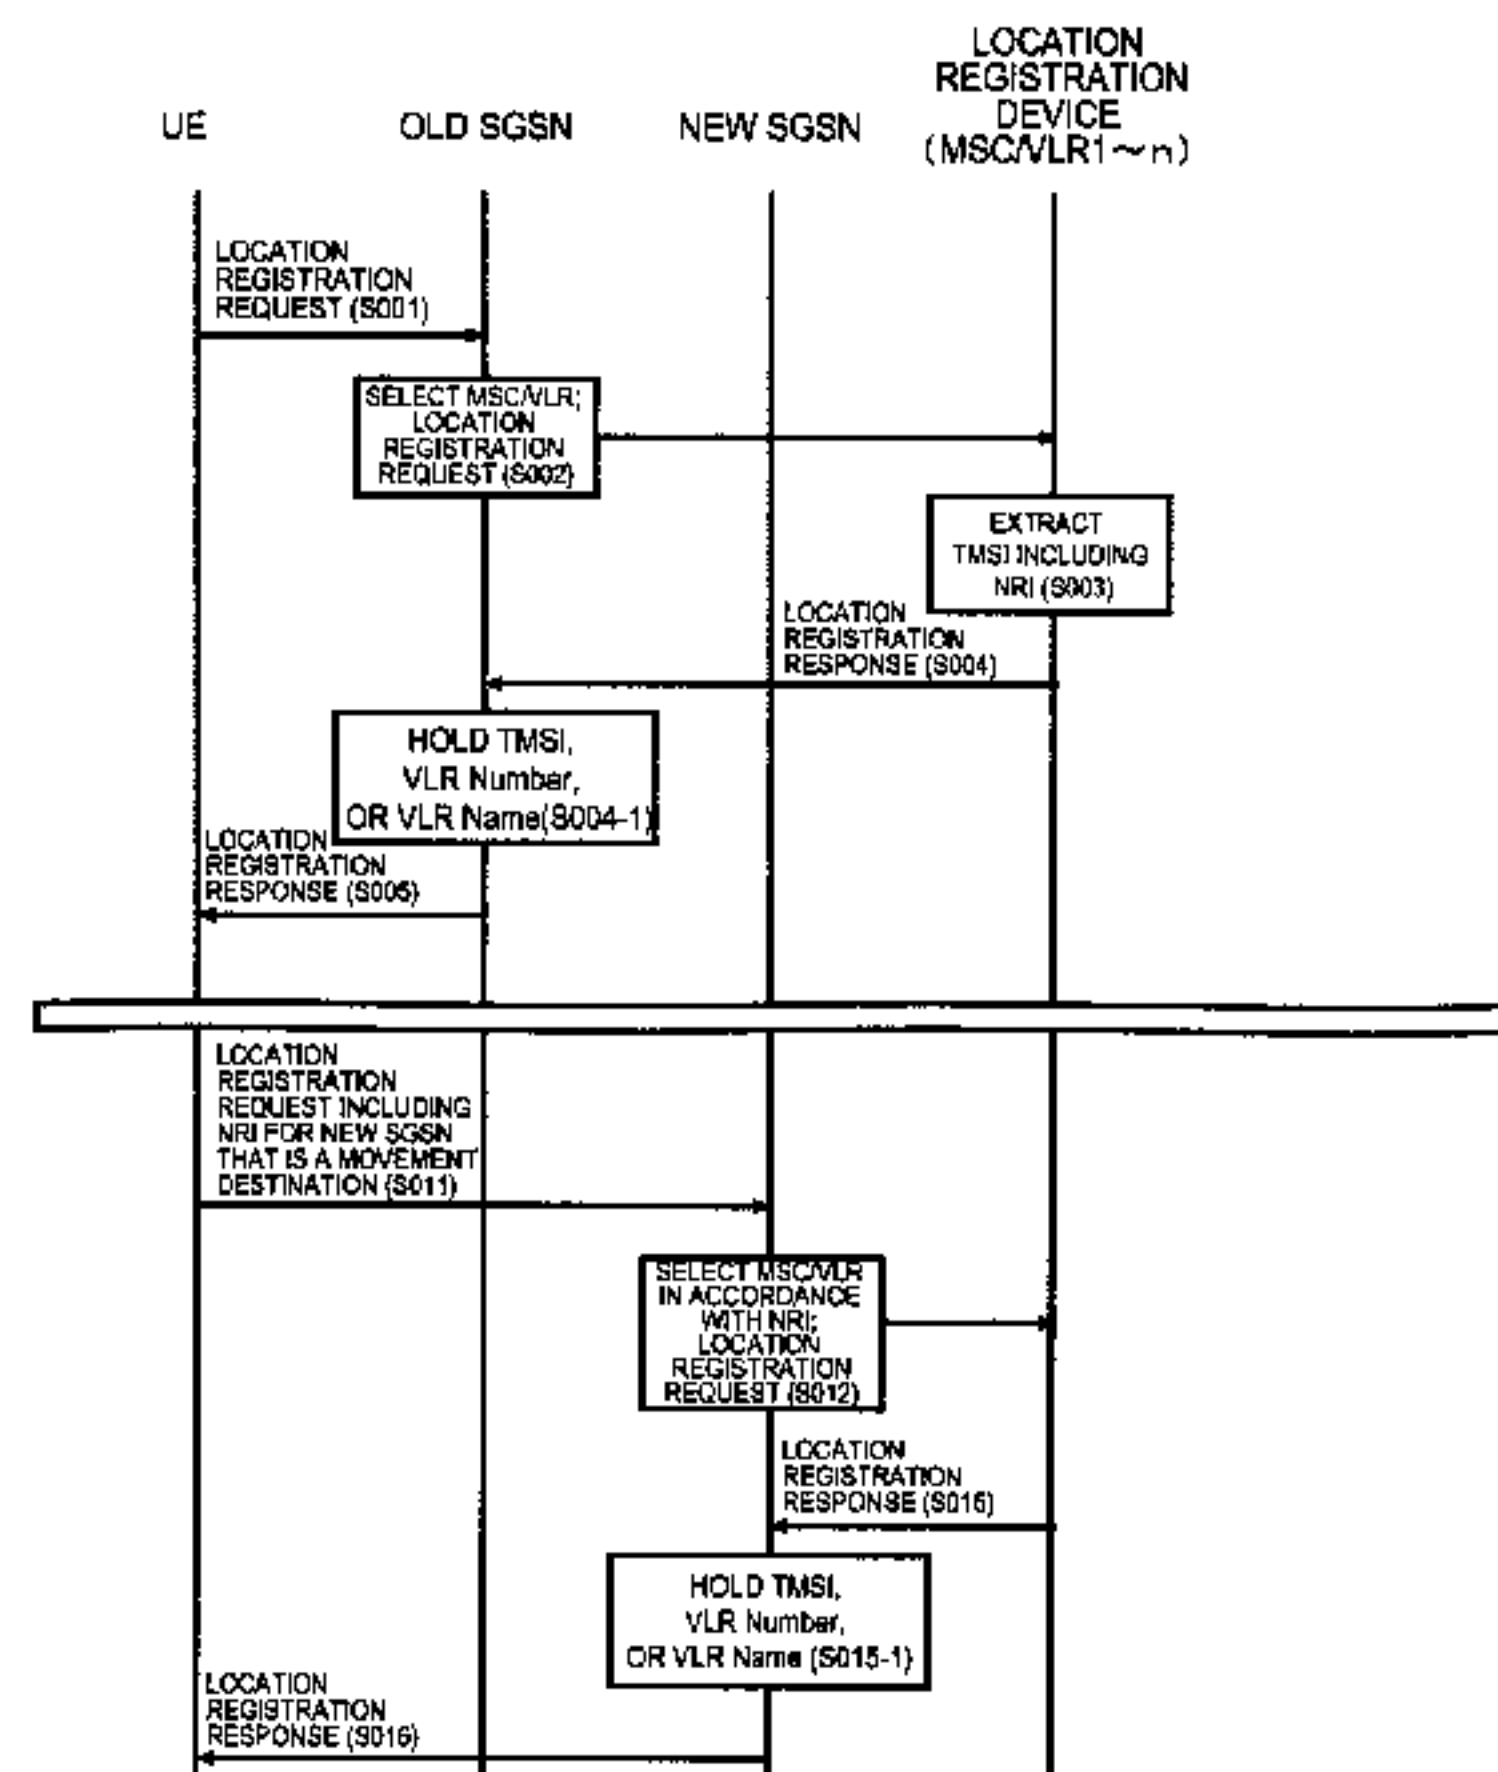 LOCATION
REGISTRATION
DEVICE
(MSC/VLR1～n)
UE
OLD SGSN
NEW SGSN
LOCATION
REGISTRATION
REQUEST (S001)
SELECT MSC/VLR;
LOCATION
REGISTRATION
REQUEST (S002)
EXTRACT
TMSI INCLUDING
NRI (S003)
LOCATION
REGISTRATION
RESPONSE (S004)
HOLD TMSI,
VLR Number,
OR VLR Name(S004-1)
LOCATION
REGISTRATION
RESPONSE (S005)
LOCATION
REGISTRATION
REQUEST INCLUDING
NRI FOR NEW SGSN
THAT IS A MOVEMENT
DESTINATION (S011)
SELECT MSC/VLR
IN ACCORDANCE
WITH NRI;
LOCATION
REGISTRATION
REQUEST (S012)
LOCATION
REGISTRATION
RESPONSE (S015)
HOLD TMSI,
VLR Number,
OR VLR Name (S015-1)
LOCATION
REGISTRATION
RESPONSE (S016)